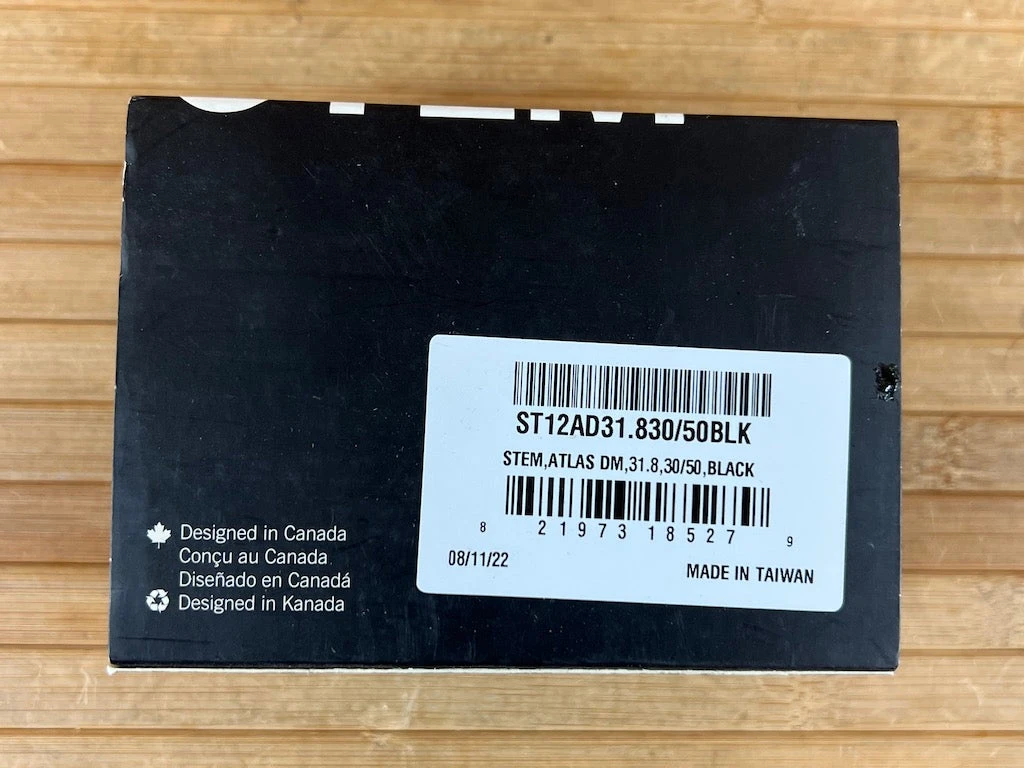 ST12AD31.830/50BLK
STEM,ATLAS DM,31.8,30/50,BLACK
8 21973 18527 9
08/11/22
MADE IN TAIWAN
Designed in Canada
Conçu au Canada
Diseñado en Canadá
Designed in Kanada